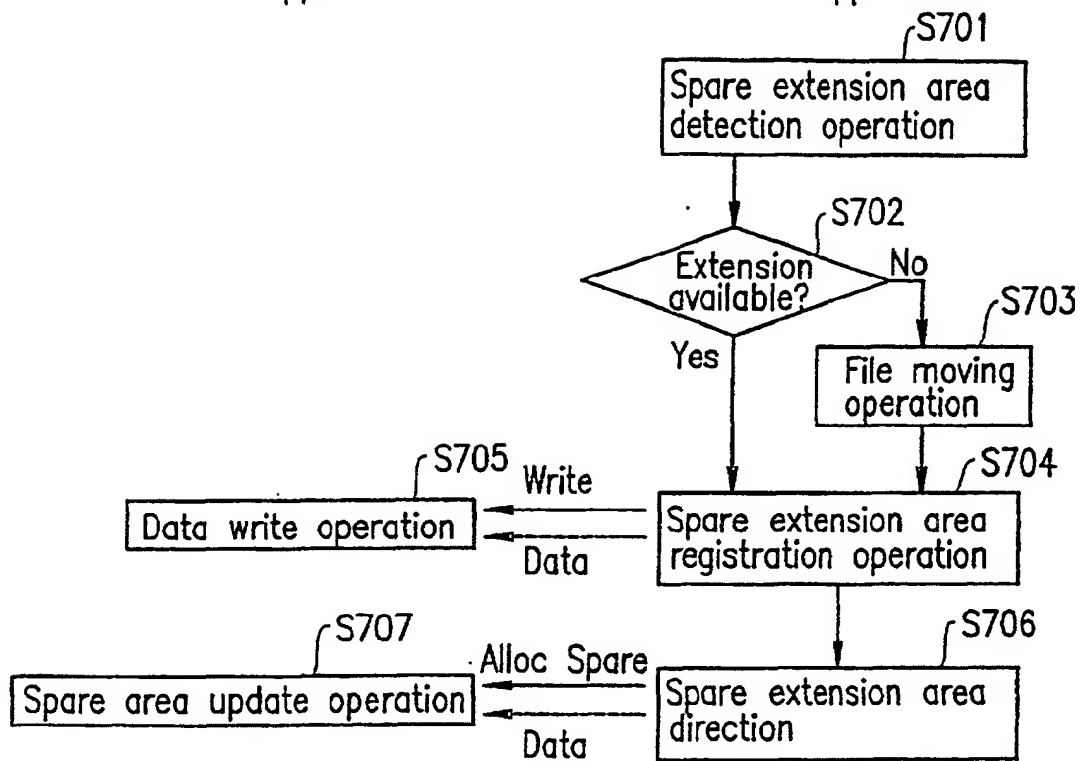 S701
Spare extension area
detection operation
S702
Extension
available?
No
Yes
S703
File moving
operation
S704
Spare extension area
registration operation
S705
Data write operation
Write
Data
S706
Spare extension area
direction
S707
Spare area update operation
Alloc Spare
Data